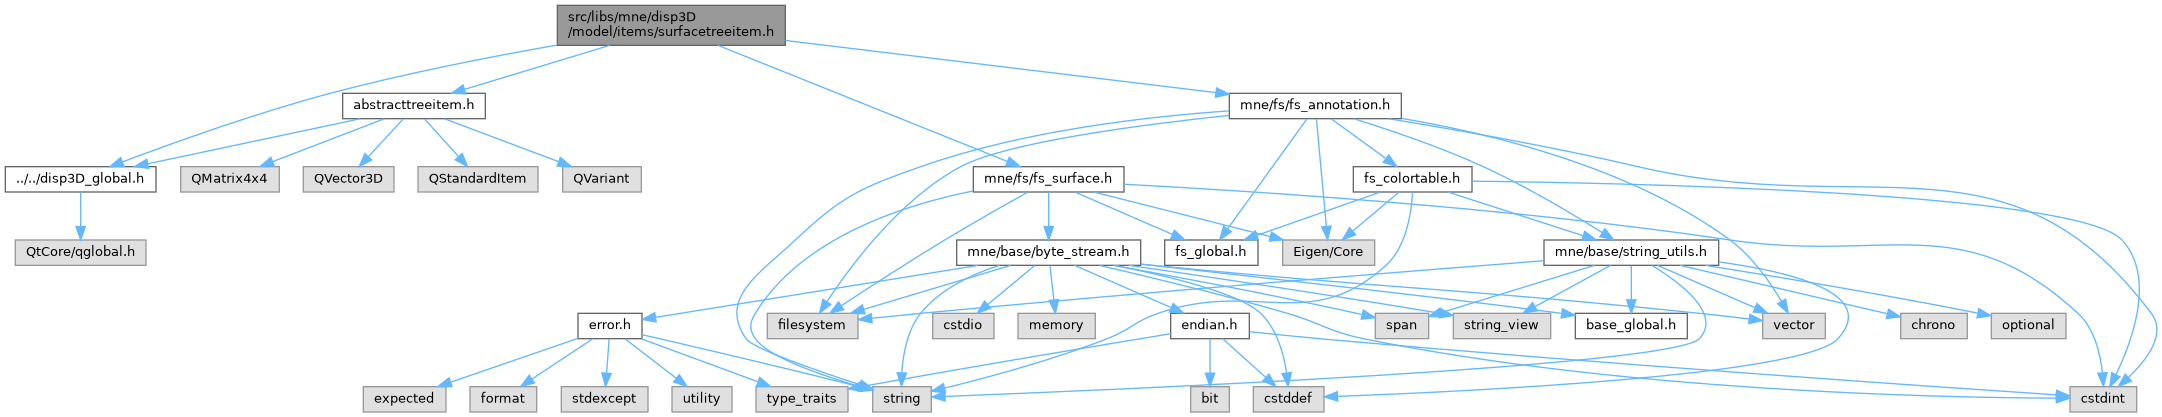 src/libs/mne/disp3D
/model/items/surfacetreeitem.h
abstracttreeitem.h
mne/fs/fs_annotation.h
../../disp3D_global.h
QMatrix4x4
QVector3D
QStandardItem
QVariant
mne/fs/fs_surface.h
fs_colortable.h
QtCore/qglobal.h
mne/base/byte_stream.h
fs_global.h
Eigen/Core
mne/base/string_utils.h
error.h
filesystem
cstdio
memory
endian.h
span
string_view
base_global.h
vector
chrono
optional
expected
format
stdexcept
utility
type_traits
string
bit
cstddef
cstdint